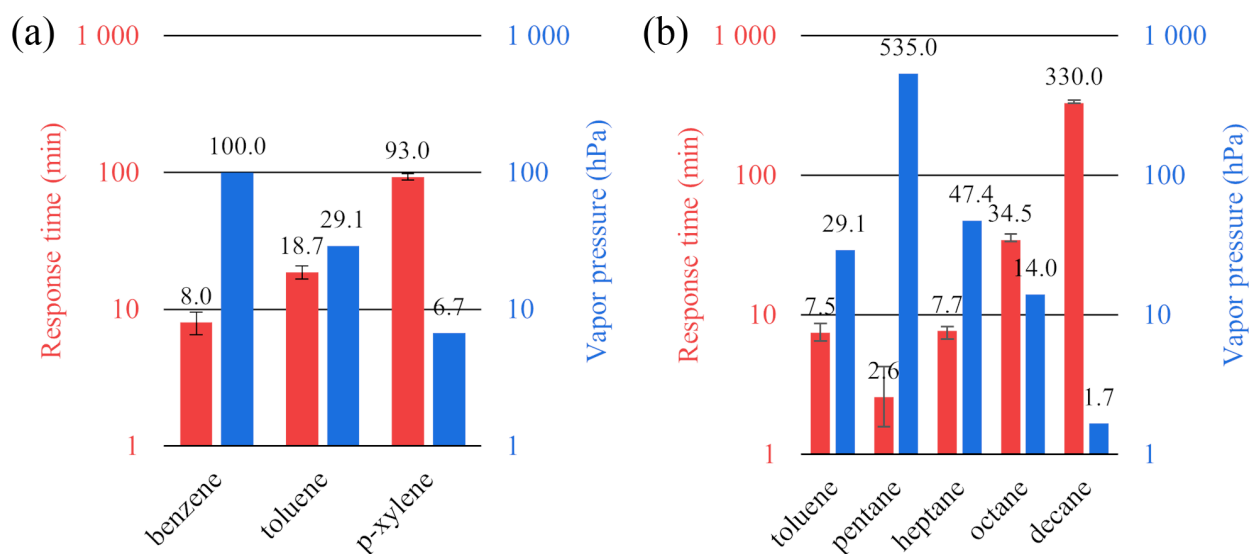 (a)
1 000
100
10
1
Response time (min)
8.0
100.0
18.7
29.1
93.0
6.7
benzene
toluene
p-xylene
1 000
100
10
1
Vapor pressure (hPa)
(b)
1 000
100
10
1
Response time (min)
7.5
29.1
2.6
535.0
7.7
47.4
34.5
14.0
330.0
1.7
toluene
pentane
heptane
octane
decane
1 000
100
10
1
Vapor pressure (hPa)